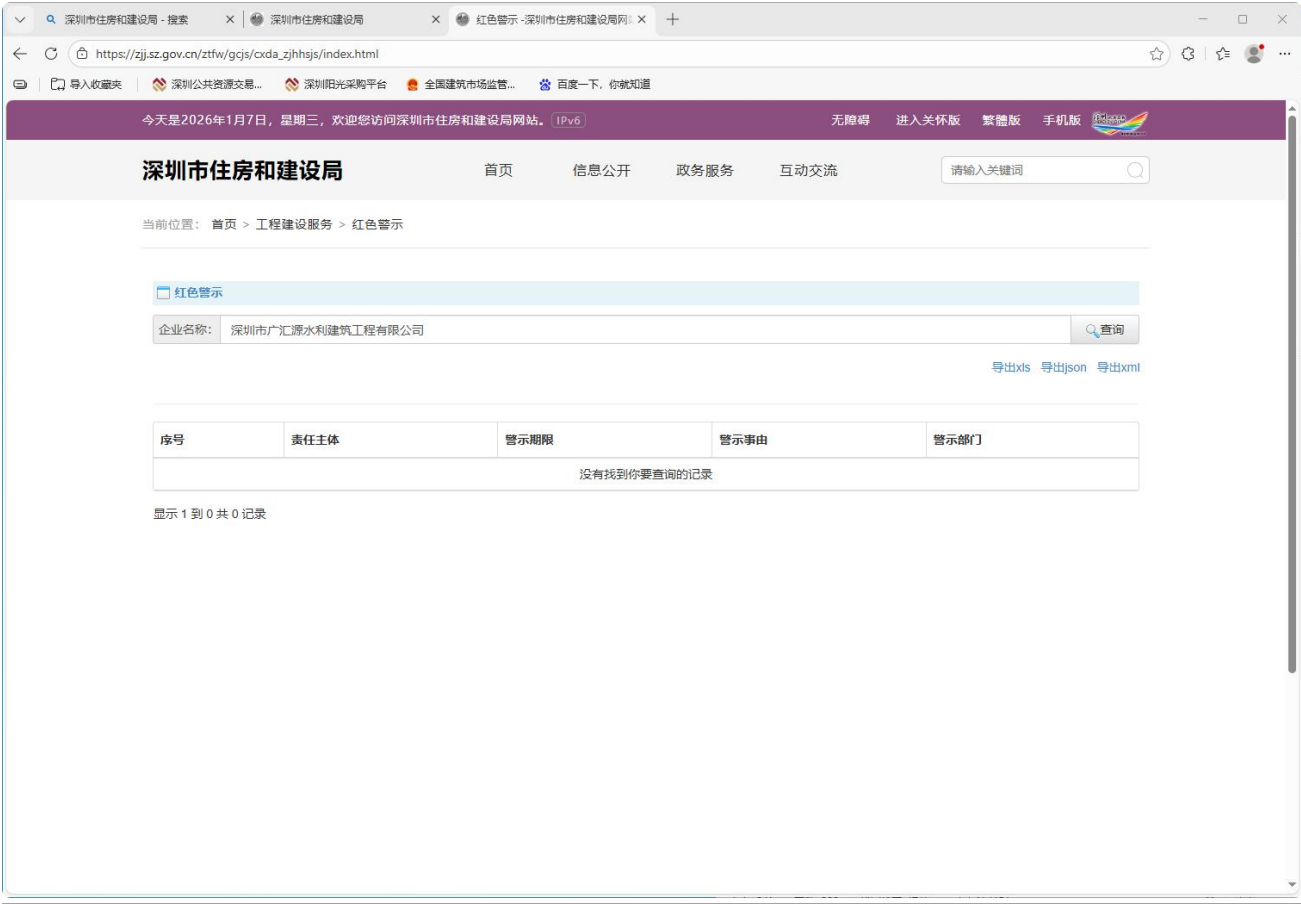 深圳市住房和建设局 - 搜索
深圳市住房和建设局
红色警示 -深圳市住房和建设局网
https://zjj.sz.gov.cn/ztfw/gcjs/cxda_zjhhsjs/index.html
导入收藏夹
深圳公共资源交易...
深圳阳光采购平台
全国建筑市场监管...
百度一下，你就知道
今天是2026年1月7日，星期三，欢迎您访问深圳市住房和建设局网站。 IPv6
无障碍 进入关怀版 繁體版 手机版
深圳市住房和建设局
首页 信息公开 政务服务 互动交流
请输入关键词
当前位置： 首页 > 工程建设服务 > 红色警示
红色警示
企业名称: 深圳市广汇源水利建筑工程有限公司 查询
导出xls 导出json 导出xml
序号 责任主体 警示期限 警示事由 警示部门
没有找到你要查询的记录
显示 1 到 0 共 0 记录